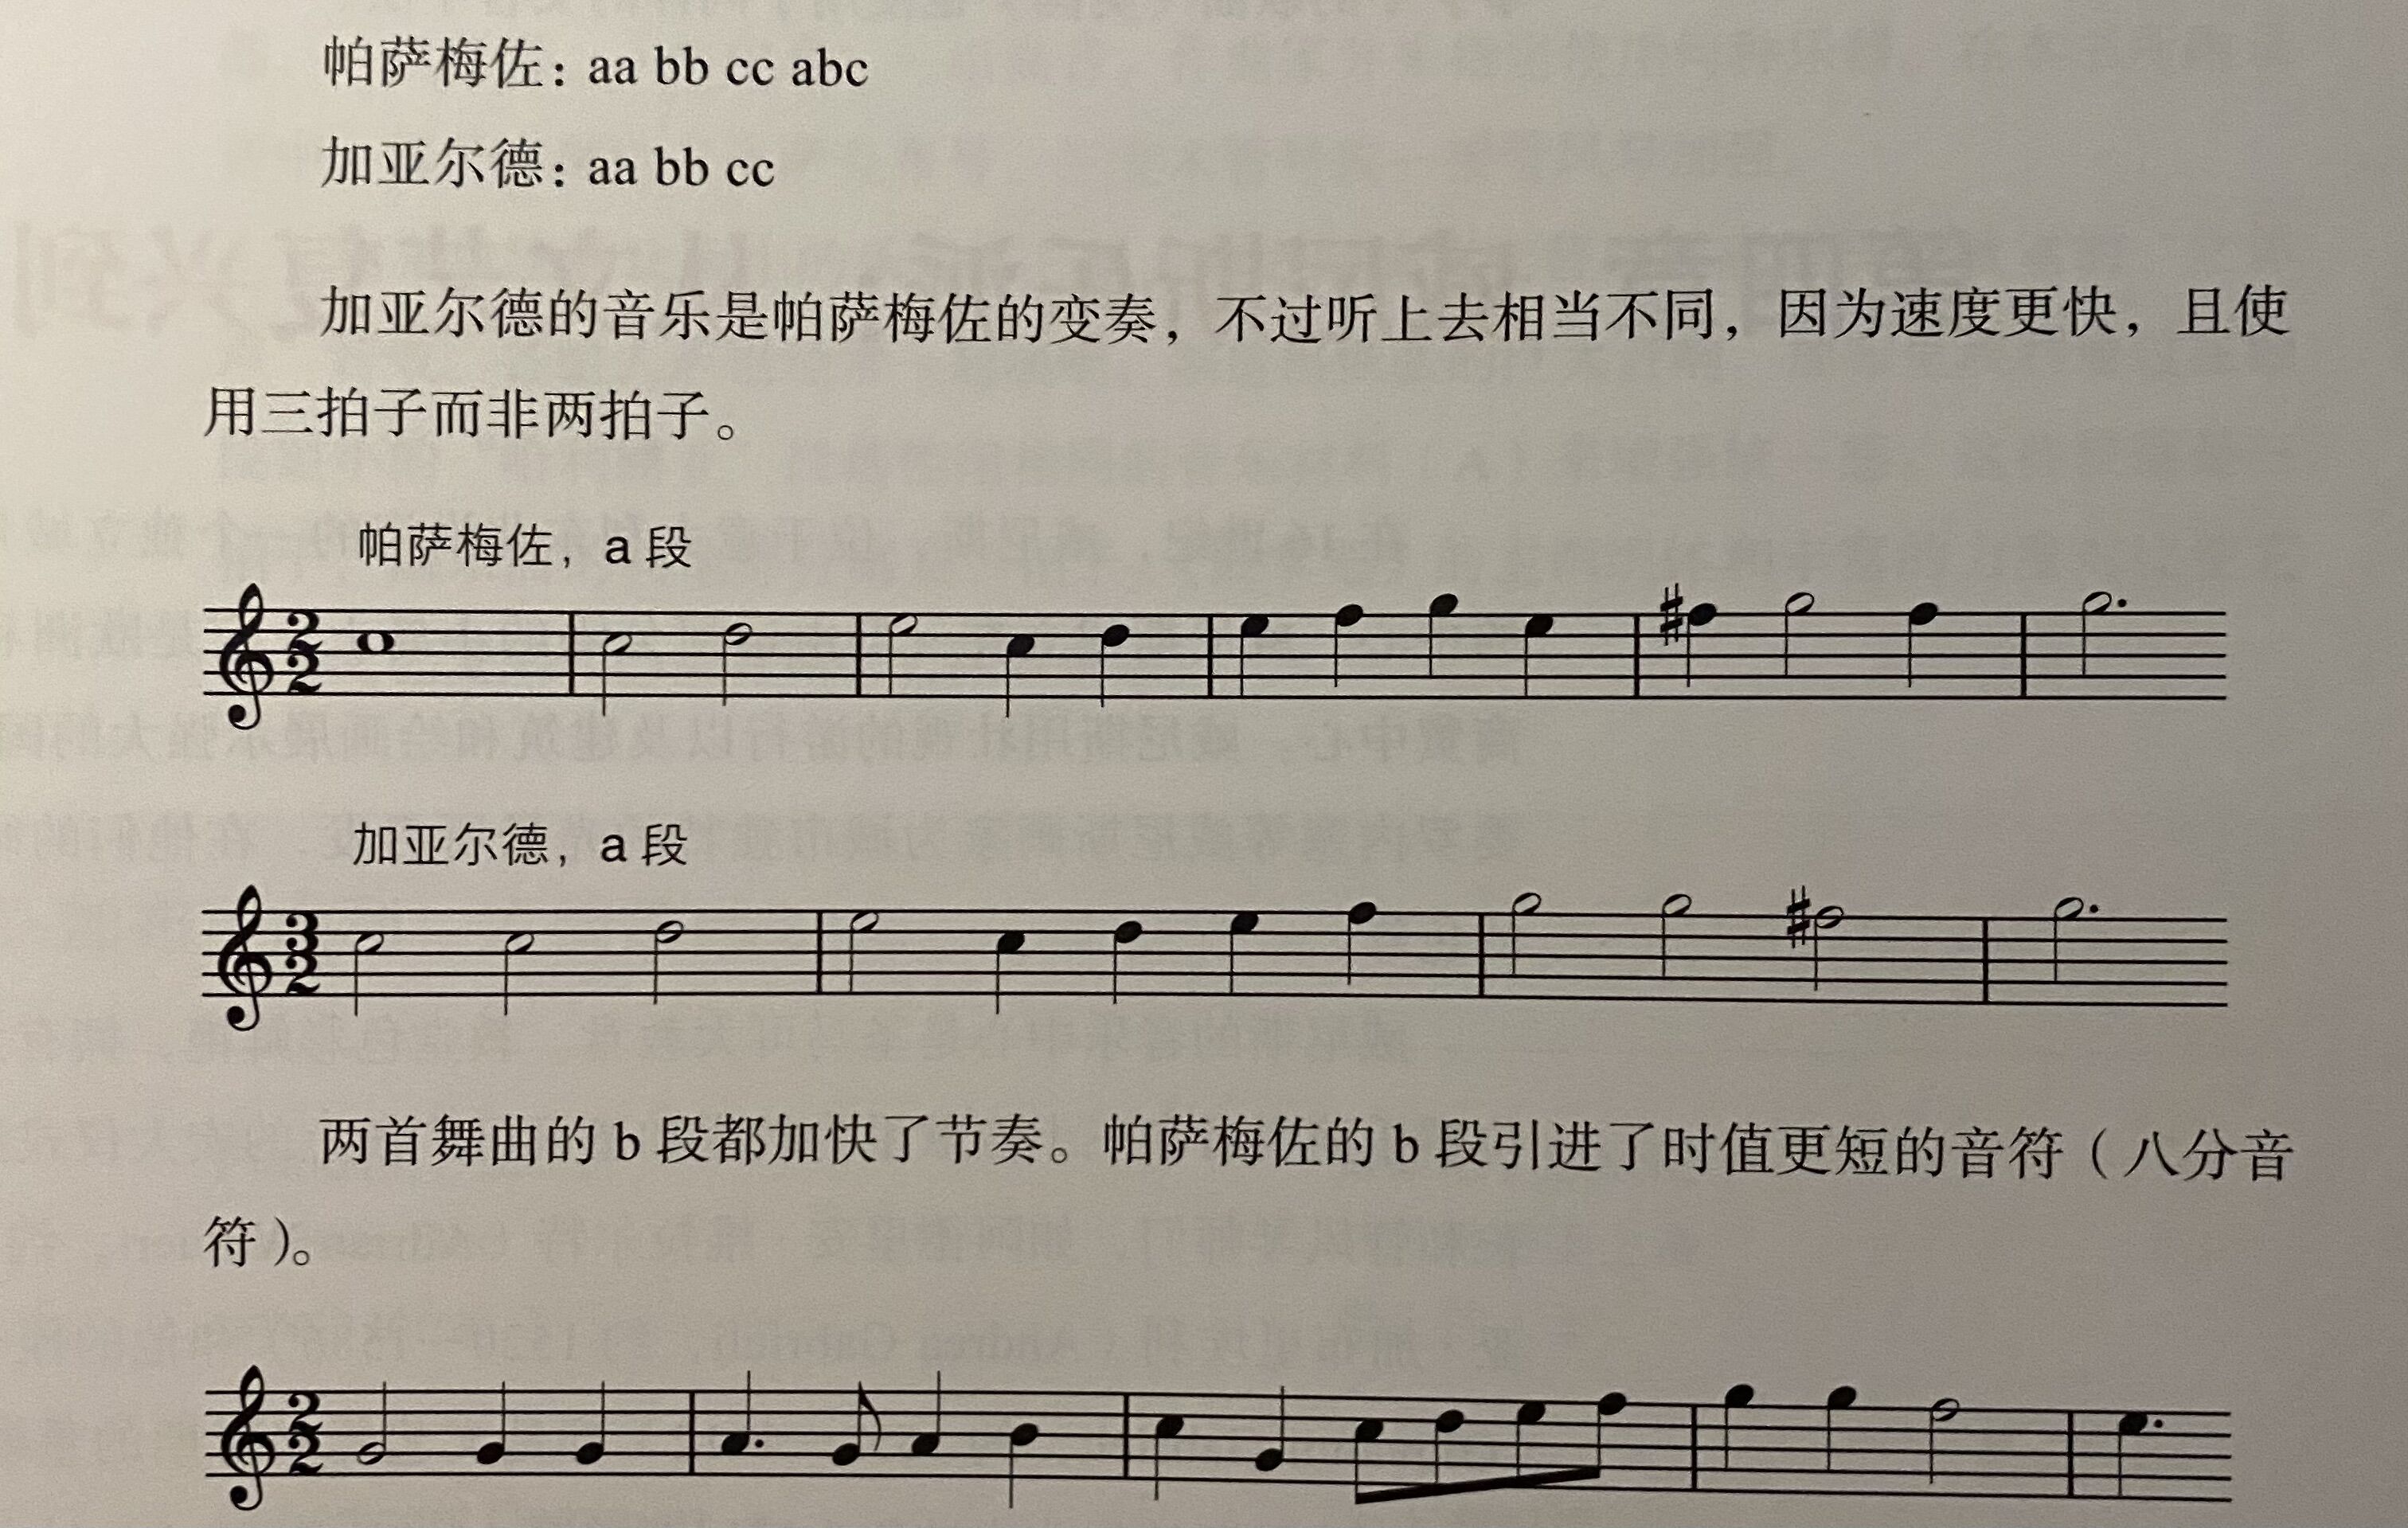 帕萨梅佐：aa bb cc abc
加亚尔德：aa bb cc
加亚尔德的音乐是帕萨梅佐的变奏，不过听上去相当不同，因为速度更快，且使
用三拍子而非两拍子。
帕萨梅佐，a 段
2
2
加亚尔德，a 段
3
2
两首舞曲的 b 段都加快了节奏。帕萨梅佐的 b 段引进了时值更短的音符（八分音
符）。
2
2